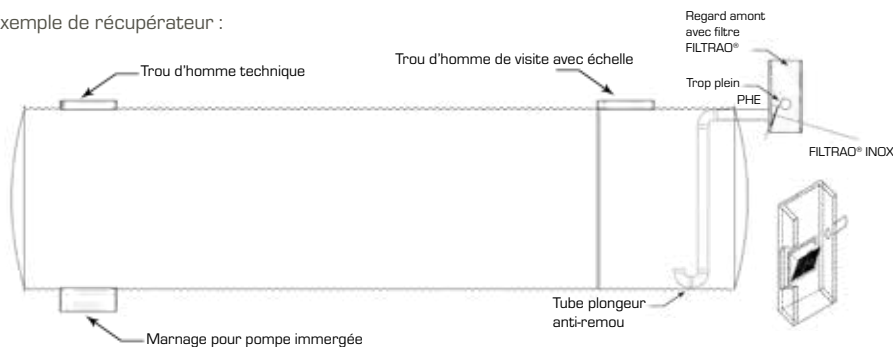 xemple de récupérateur :
Regard amont
avec filtre
FILTRAO®
Trou d'homme technique
Trou d'homme de visite avec échelle
Trop plein
PHE
FILTRAO® INOX
Tube plongeur
anti-remou
Marnage pour pompe immergée